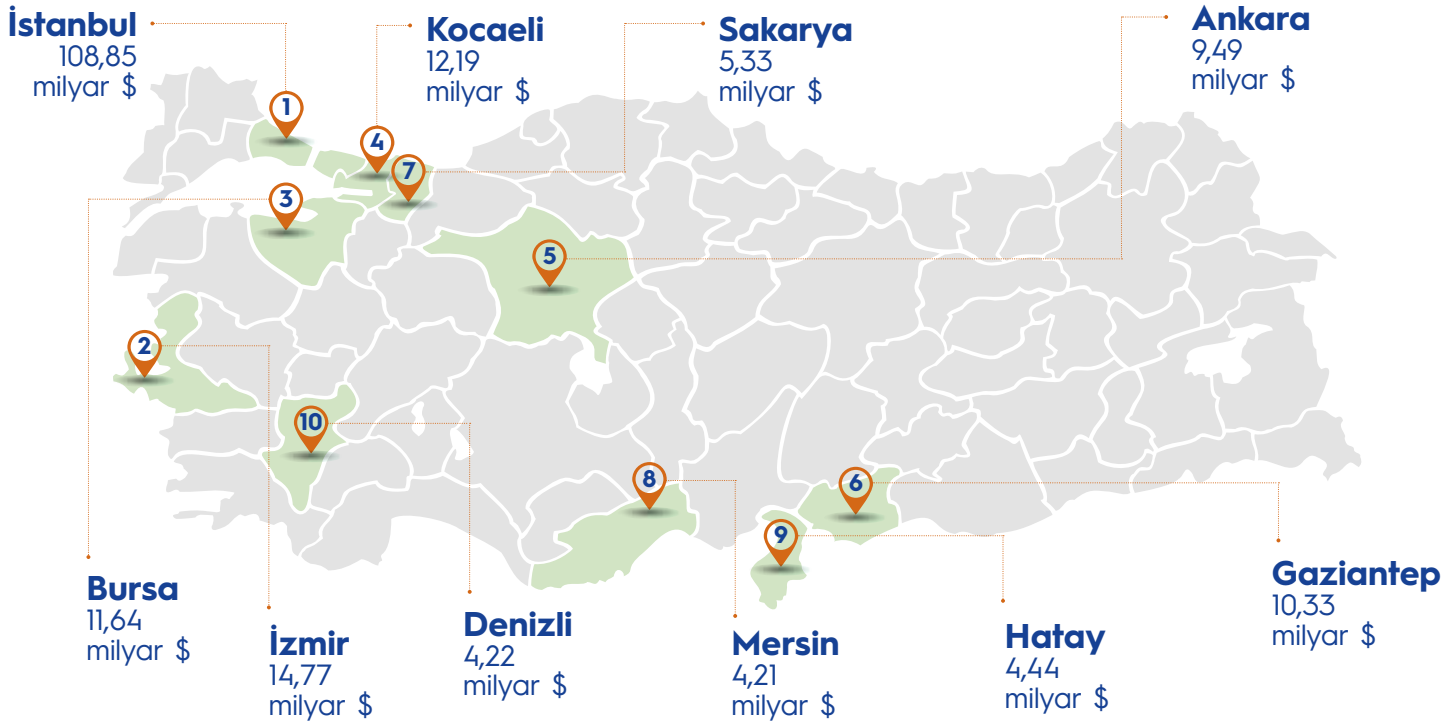 İstanbul
108,85
milyar $
Kocaeli
12,19
milyar $
Sakarya
5,33
milyar $
Ankara
9,49
milyar $
1
4
7
3
5
2
10
8
6
9
Bursa
11,64
milyar $
İzmir
14,77
milyar $
Denizli
4,22
milyar $
Mersin
4,21
milyar $
Hatay
4,44
milyar $
Gaziantep
10,33
milyar $